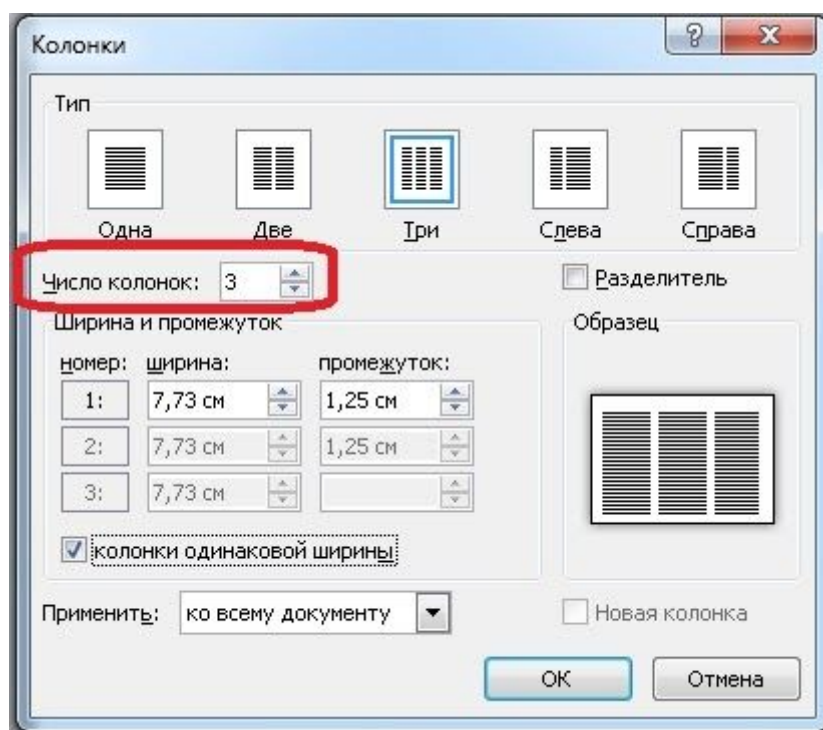 Колонки
Тип
Одна Две Три Слева Справа
Число колонок: 3 Разделитель
Ширина и промежуток Образец
номер: ширина: промежуток:
1: 7,73 см 1,25 см
2: 7,73 см 1,25 см
3: 7,73 см
колонки одинаковой ширины
Применить: ко всему документу Новая колонка
ОК Отмена